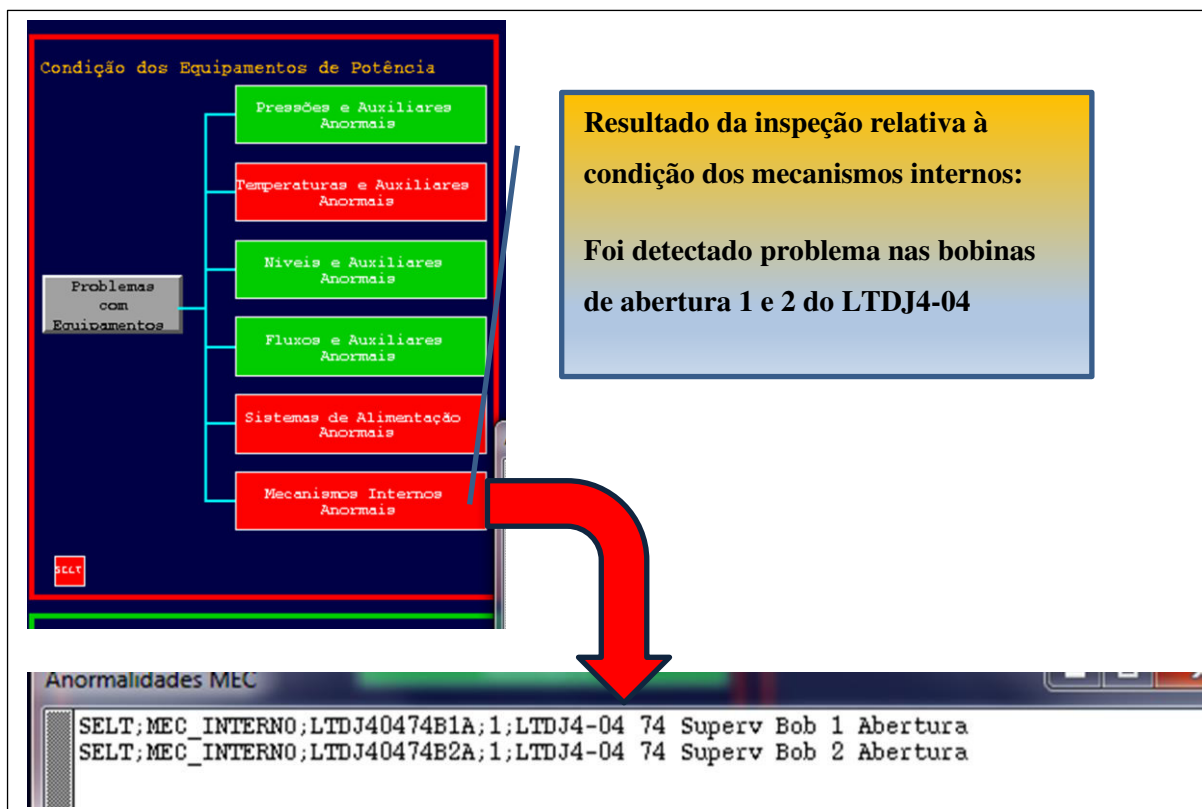 Condição dos Equipamentos de Potência
Pressões e Auxiliares
Anormais
Temperaturas e Auxiliares
Anormais
Níveis e Auxiliares
Anormais
Problemas
com
Equipamentos
Fluxos e Auxiliares
Anormais
Sistemas de Alimentação
Anormais
Mecanismos Internos
Anormais
SELT
Resultado da inspeção relativa à
condição dos mecanismos internos:
Foi detectado problema nas bobinas
de abertura 1 e 2 do LTDJ4-04
Anormalidades MEC
SELT;MEC_INTERNO;LTDJ40474B1A;1;LTDJ4-04 74 Superv Bob 1 Abertura
SELT;MEC_INTERNO;LTDJ40474B2A;1;LTDJ4-04 74 Superv Bob 2 Abertura